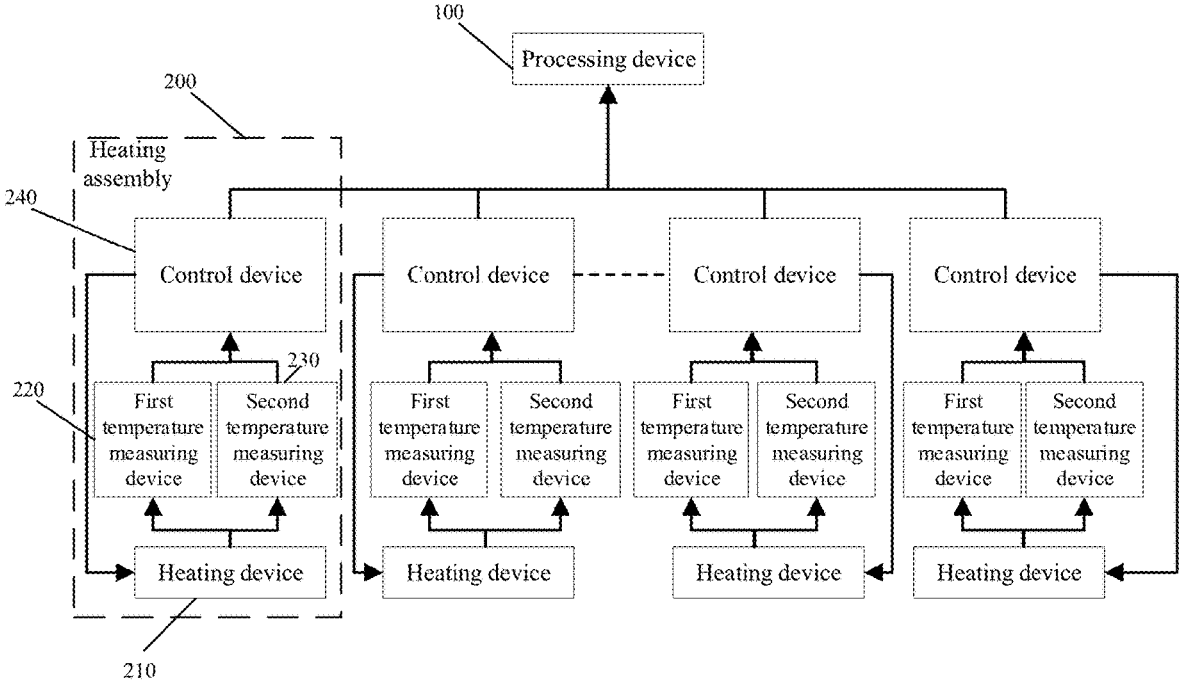 100
Processing device
200
Heating
assembly
240
Control device
Control device
Control device
Control device
220
230
First
temperature
measuring
device
Second
temperature
measuring
device
First
temperature
measuring
device
Second
temperature
measuring
device
First
temperature
measuring
device
Second
temperature
measuring
device
First
temperature
measuring
device
Second
temperature
measuring
device
Heating device
Heating device
Heating device
Heating device
210